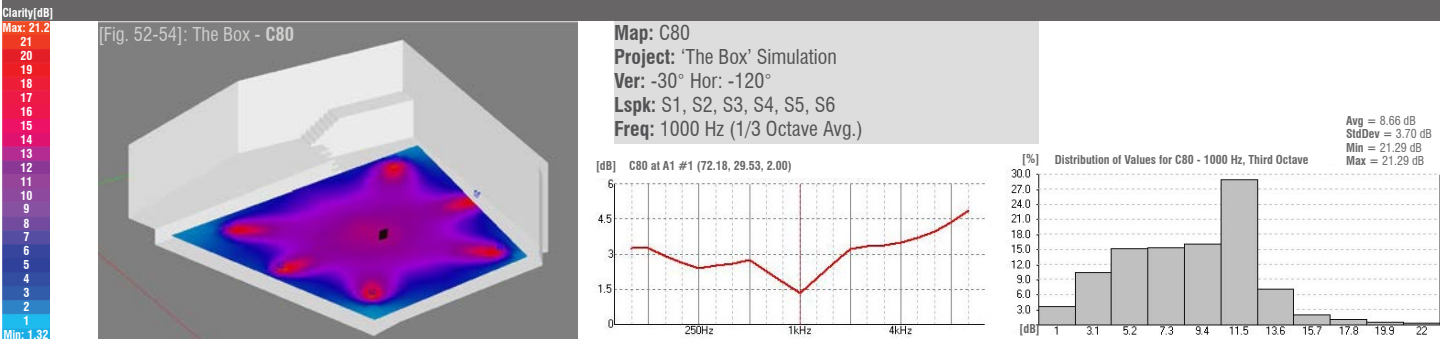 Clarity[dB]
Max: 21.2
21
20
19
18
17
16
15
14
13
12
11
10
9
8
7
6
5
4
3
2
1
Min: 1.32
[Fig. 52-54]: The Box - C80
Map: C80
Project: ‘The Box’ Simulation
Ver: -30° Hor: -120°
Lspk: S1, S2, S3, S4, S5, S6
Freq: 1000 Hz (1/3 Octave Avg.)
[dB] C80 at A1 #1 (72.18, 29.53, 2.00)
6
4.5
3
1.5
0
250Hz 1kHz 4kHz
Avg = 8.66 dB
StdDev = 3.70 dB
Min = 21.29 dB
Max = 21.29 dB
[%] Distribution of Values for C80 - 1000 Hz, Third Octave
30.0
27.0
24.0
21.0
18.0
15.0
12.0
9.0
6.0
3.0
[dB] 1 3.1 5.2 7.3 9.4 11.5 13.6 15.7 17.8 19.9 22